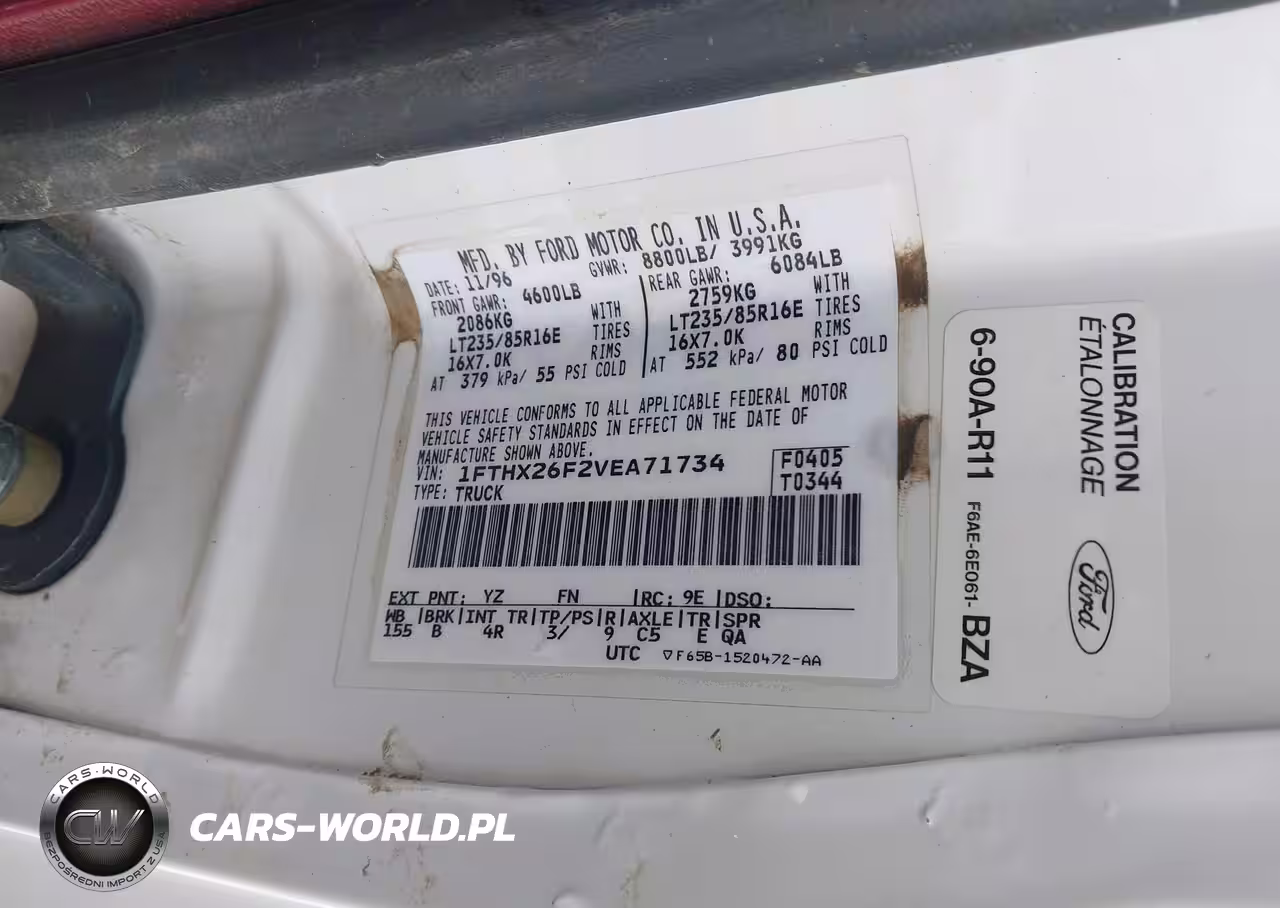 MFD. BY FORD MOTOR CO. IN U.S.A.
DATE: 11/96 GVWR: 8800LB/ 3991KG
FRONT GAWR: 4600LB
2086KG WITH
LT235/85R16E TIRES
16X7.0K RIMS
AT 379 kPa/ 55 PSI COLD
REAR GAWR: 6084LB
2759KG WITH
LT235/85R16E TIRES
16X7.0K RIMS
AT 552 kPa/ 80 PSI COLD
THIS VEHICLE CONFORMS TO ALL APPLICABLE FEDERAL MOTOR
VEHICLE SAFETY STANDARDS IN EFFECT ON THE DATE OF
MANUFACTURE SHOWN ABOVE.
VIN: 1FTHX26F2VEA71734
TYPE: TRUCK
F0405
T0344
EXT PNT: YZ FN |RC: 9E |DSO:
WB |BRK|INT TR|TP/PS|R|AXLE|TR|SPR
155 B 4R 3/ 9 C5 E QA
UTC ▽F65B-1520472-AA
CALIBRATION
ÉTALONNAGE
6-90A-R11 F6AE-6E061-BZA
Ford
CARS-WORLD
CW
BEZPOŚREDNI IMPORT Z USA
CARS-WORLD.PL